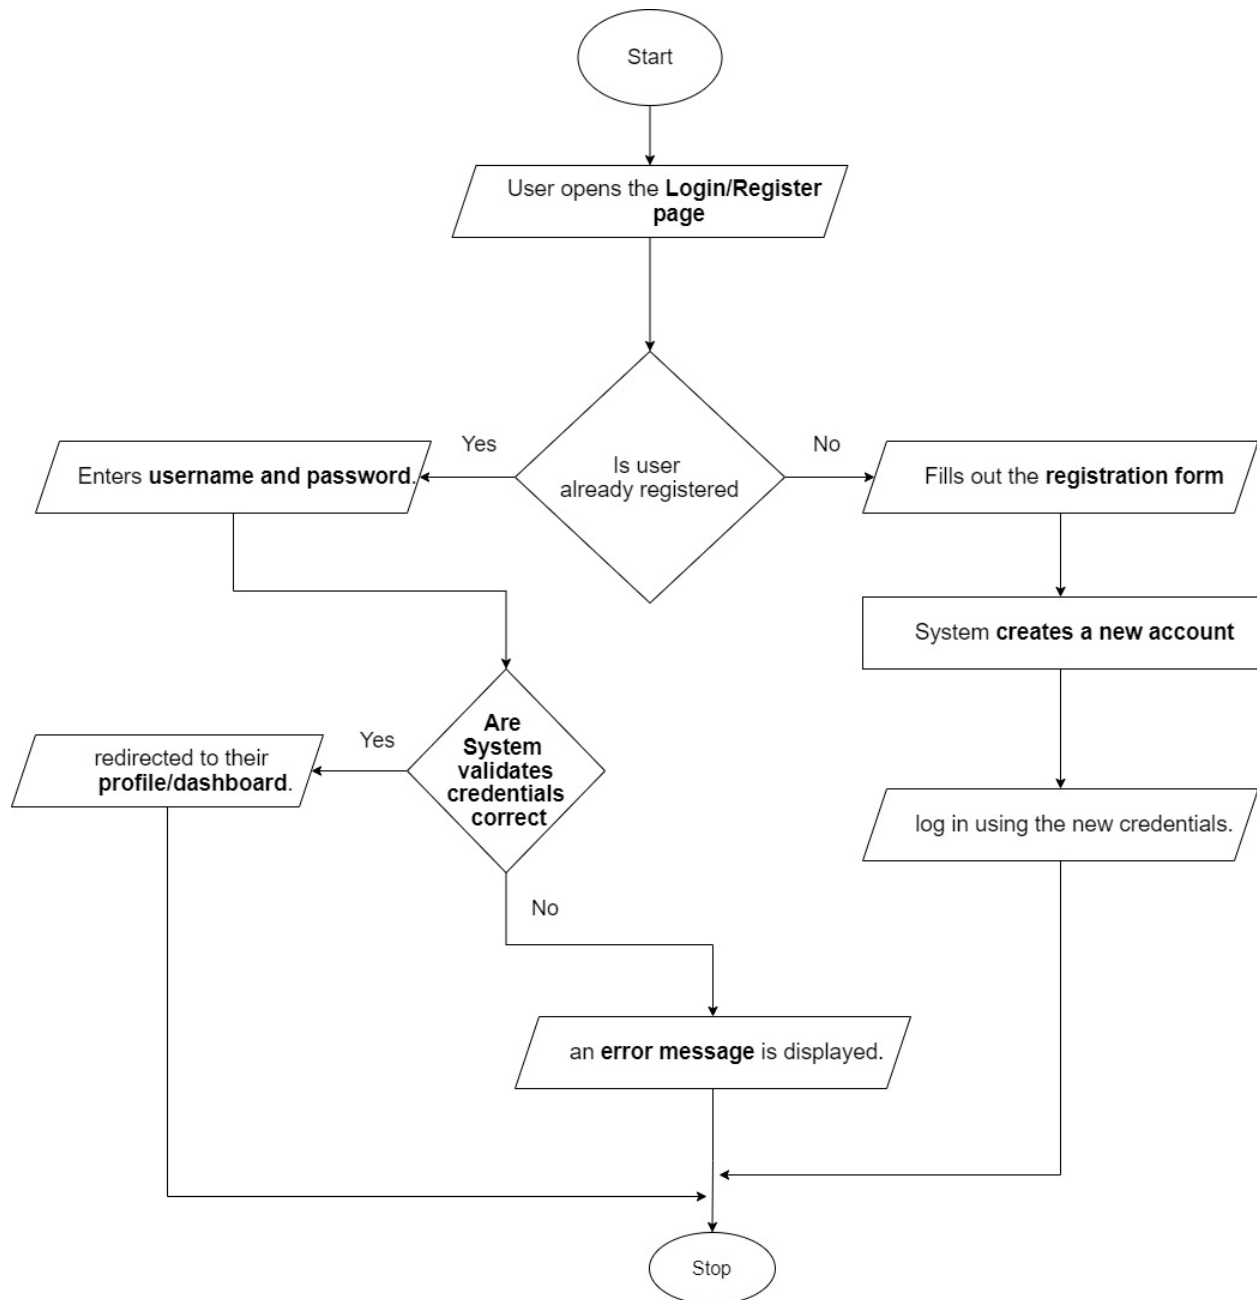 Start
User opens the Login/Register
page
Yes
No
Enters username and password.
Is user
already registered
Fills out the registration form
System creates a new account
Are
System
validates
credentials
correct
Yes
redirected to their
profile/dashboard.
log in using the new credentials.
No
an error message is displayed.
Stop